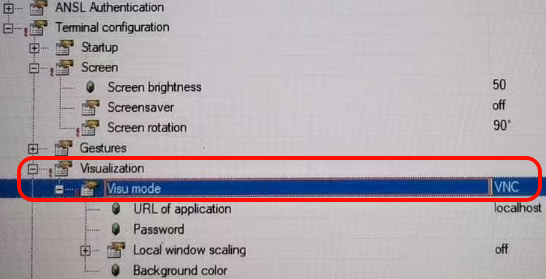 ANSL Authentication
Terminal configuration
Startup
Screen
Screen brightness 50
Screensaver off
Screen rotation 90°
Gestures
Visualization
Visu mode VNC
URL of application localhost
Password
Local window scaling off
Background color